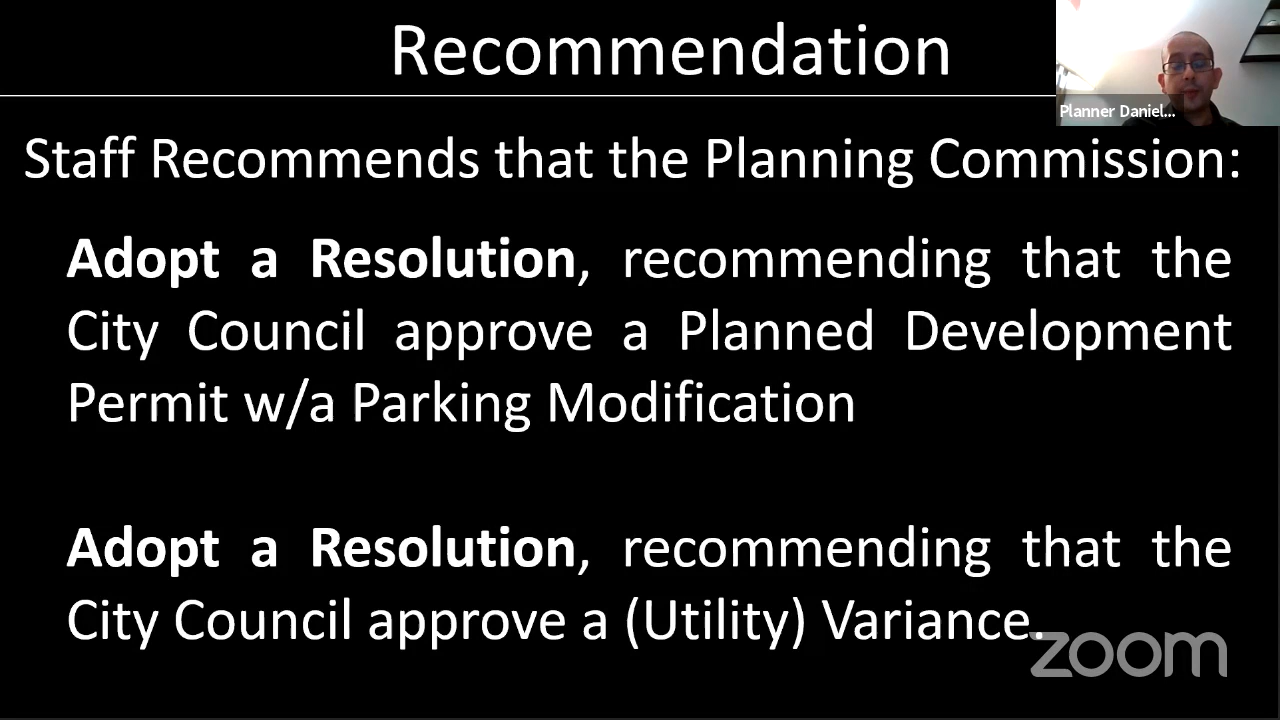 Recommendation
Planner Daniel...
Staff Recommends that the Planning Commission:
Adopt a Resolution, recommending that the
City Council approve a Planned Development
Permit w/a Parking Modification
Adopt a Resolution, recommending that the
City Council approve a (Utility) Variance.
zoom